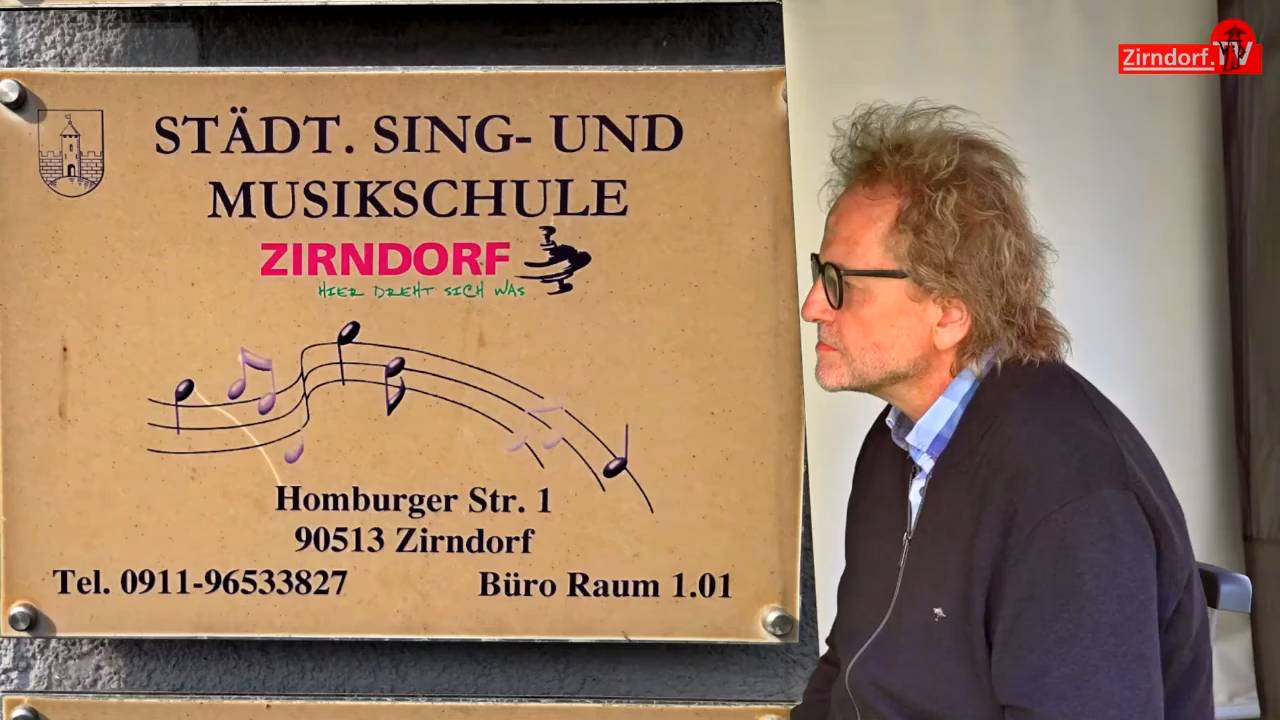 Zirndorf.TV
STÄDT. SING- UND
MUSIKSCHULE
ZIRNDORF
HIER DREHT SICH WAS
Homburger Str. 1
90513 Zirndorf
Tel. 0911-96533827 Büro Raum 1.01